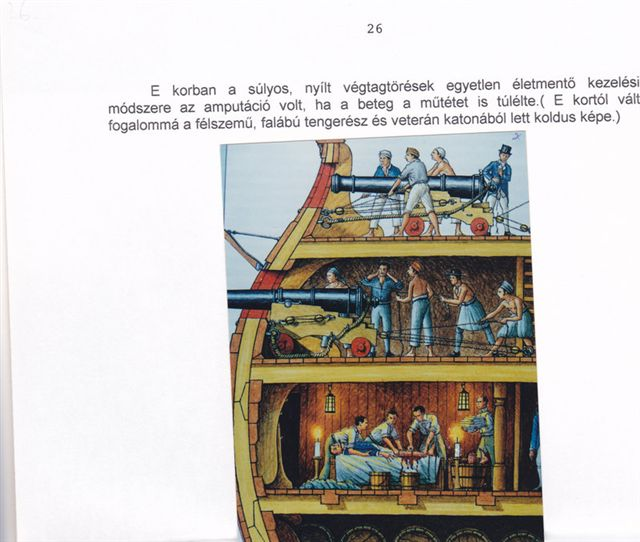 26
E korban a súlyos, nyílt végtagtörések egyetlen életmentő kezelési
módszere az amputáció volt, ha a beteg a műtétet is túlélte.( E kortól vált
fogalommá a félszemű, falábú tengerész és veterán katonából lett koldus képe.)